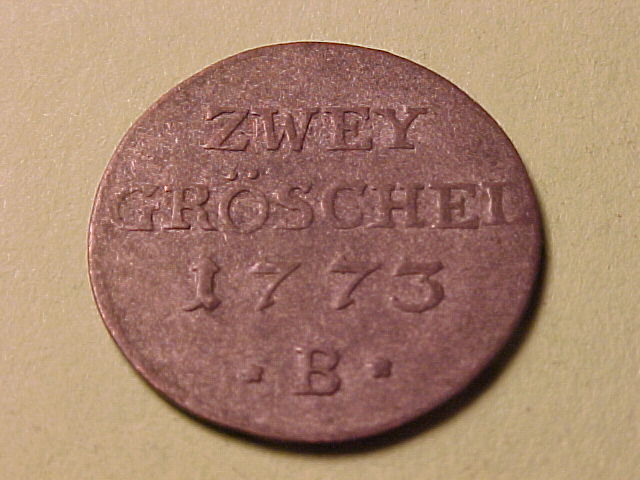 ZWEY
GRÖSCHEL
1773
· B ·